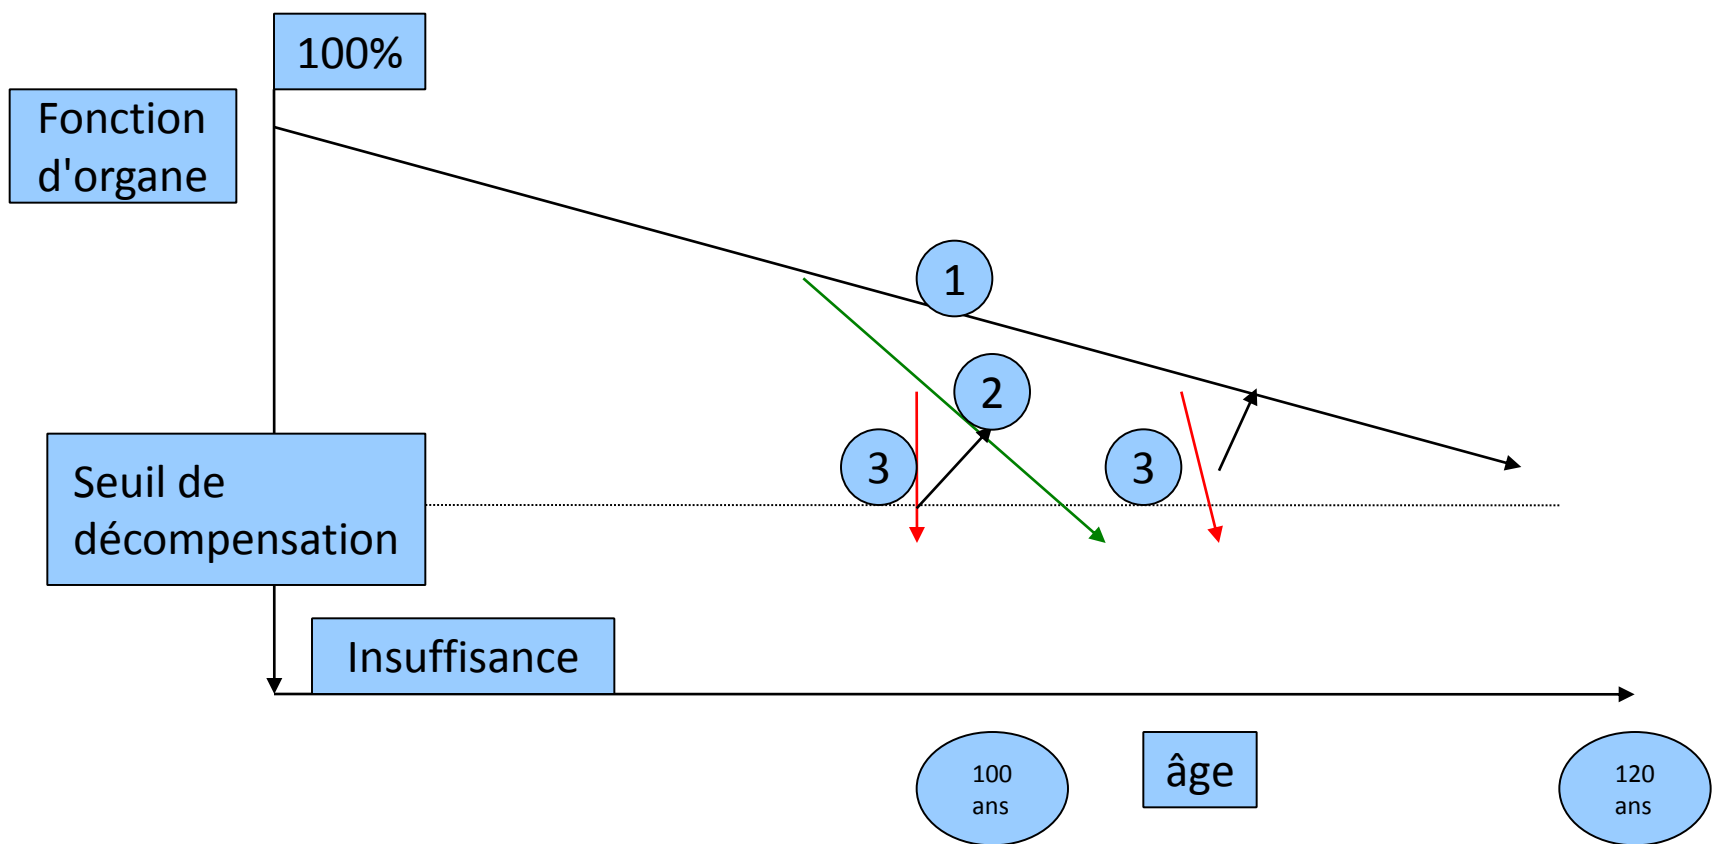 100%
Fonction
d'organe
1
2
3
3
Seuil de
décompensation
Insuffisance
100
ans
âge
120
ans